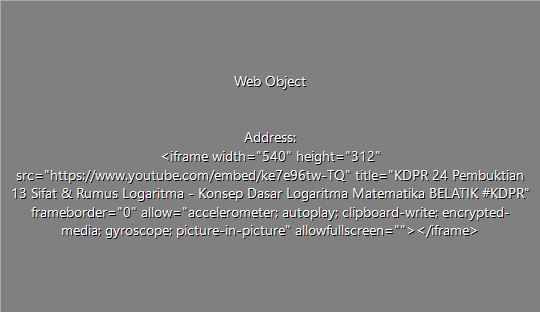 Web Object
Address:
<iframe width="540" height="312"
src="https://www.youtube.com/embed/ke7e96tw-TQ" title="KDPR 24 Pembuktian
13 Sifat & Rumus Logaritma - Konsep Dasar Logaritma Matematika BELATIK #KDPR"
frameborder="0" allow="accelerometer; autoplay; clipboard-write; encrypted-
media; gyroscope; picture-in-picture" allowfullscreen=""></iframe>